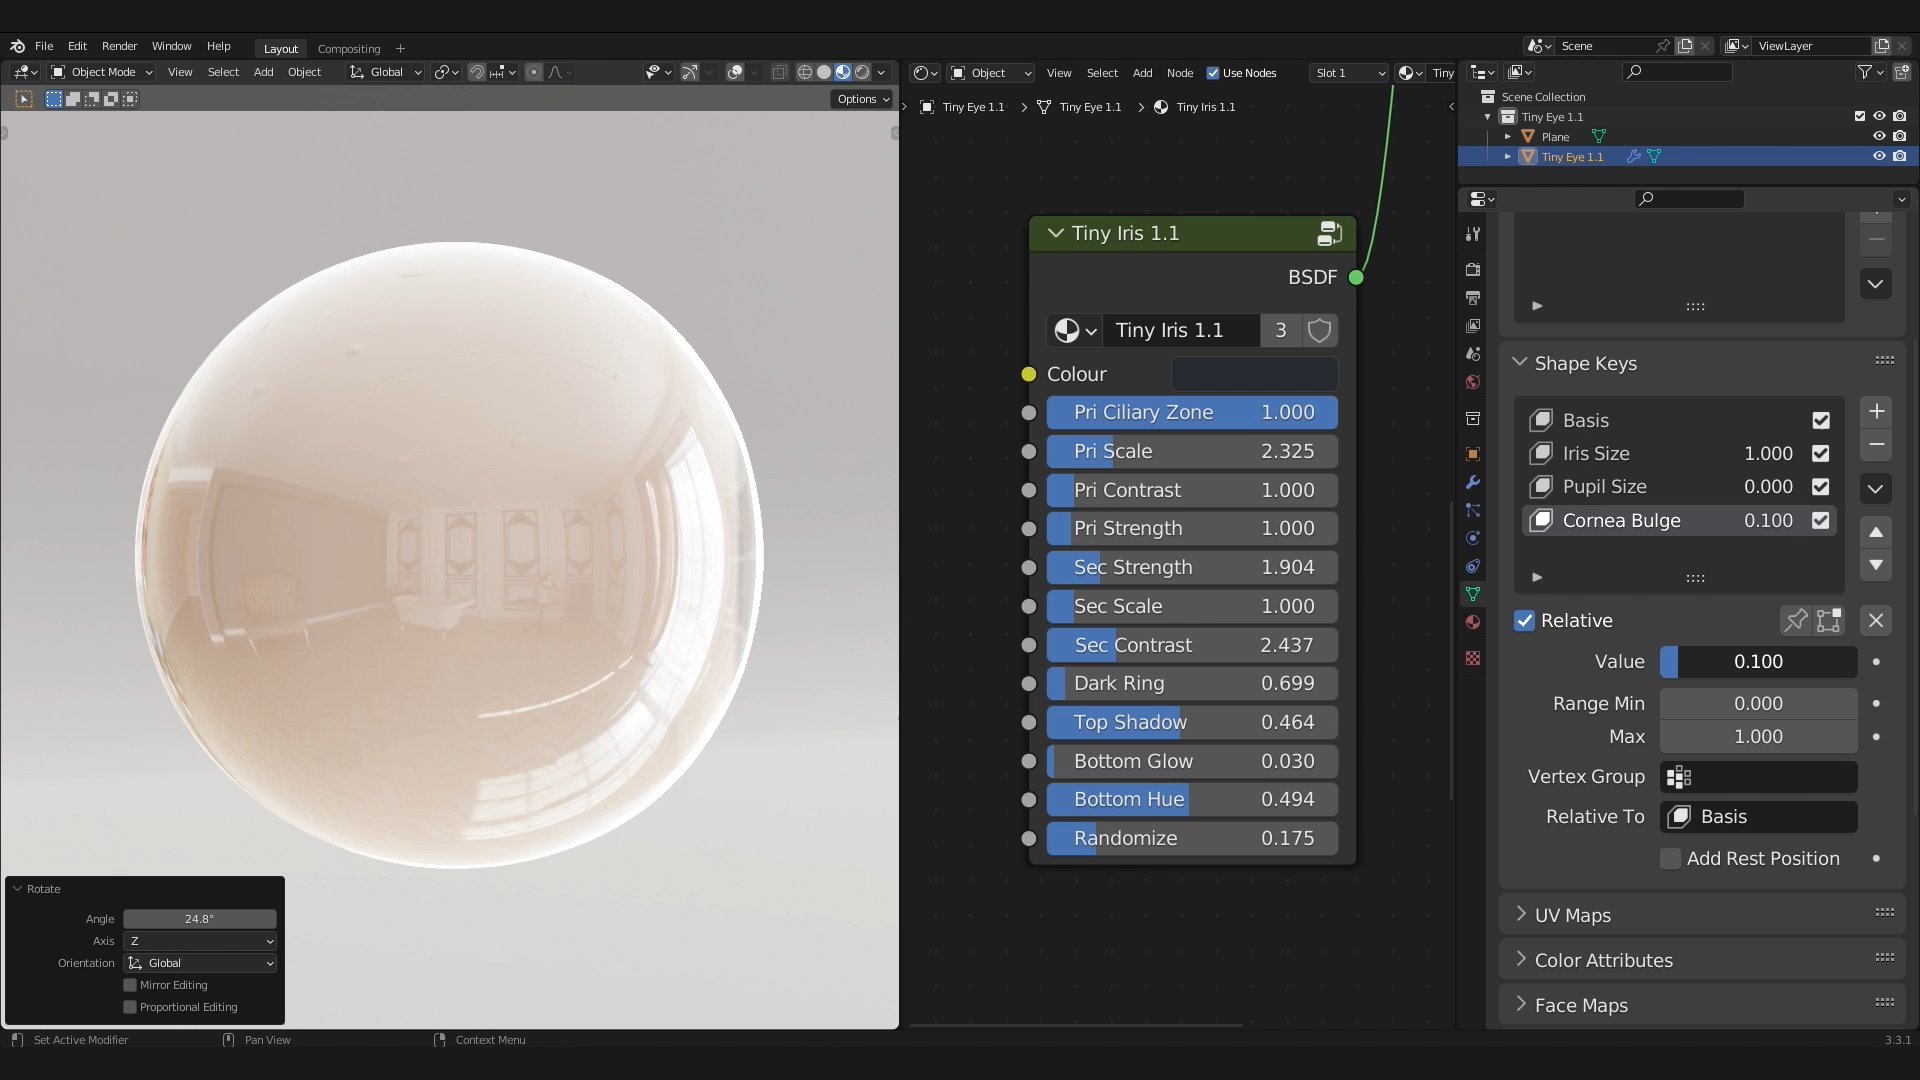 File Edit Render Window Help Layout Compositing + Scene ViewLayer
Object Mode View Select Add Object Global
Object View Select Add Node Use Nodes Slot 1 Tiny
Options
Tiny Eye 1.1 > Tiny Eye 1.1 > Tiny Iris 1.1
Scene Collection
Tiny Eye 1.1
Plane
Tiny Eye 1.1
Tiny Iris 1.1
BSDF
Tiny Iris 1.1 3
Colour
Pri Ciliary Zone 1.000
Pri Scale 2.325
Pri Contrast 1.000
Pri Strength 1.000
Sec Strength 1.904
Sec Scale 1.000
Sec Contrast 2.437
Dark Ring 0.699
Top Shadow 0.464
Bottom Glow 0.030
Bottom Hue 0.494
Randomize 0.175
Shape Keys
Basis
Iris Size 1.000
Pupil Size 0.000
Cornea Bulge 0.100
Relative
Value 0.100
Range Min 0.000
Max 1.000
Vertex Group
Relative To Basis
Add Rest Position
UV Maps
Color Attributes
Face Maps
Rotate
Angle 24.8°
Axis Z
Orientation Global
Mirror Editing
Proportional Editing
Set Active Modifier Pan View Context Menu 3.3.1